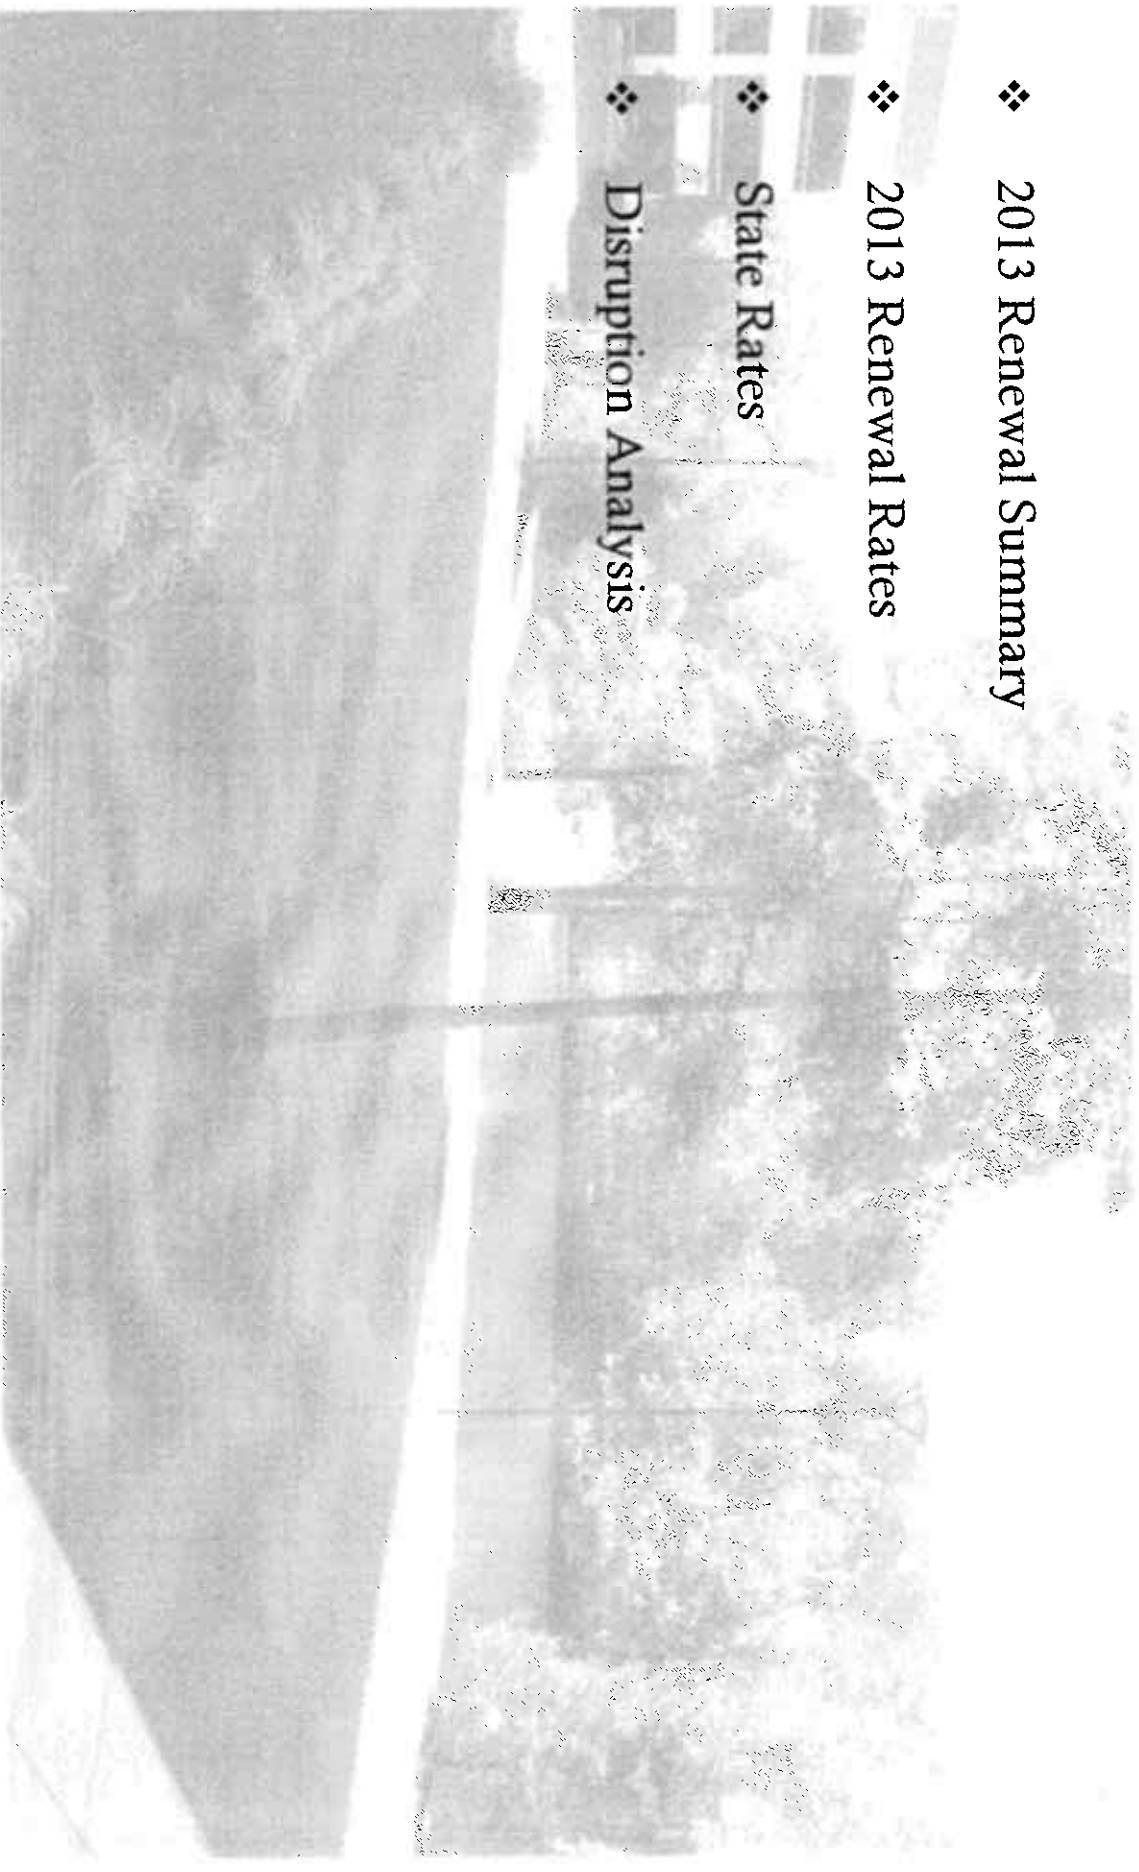 ❖ 2013 Renewal Summary
❖ 2013 Renewal Rates
❖ State Rates
❖ Disruption Analysis